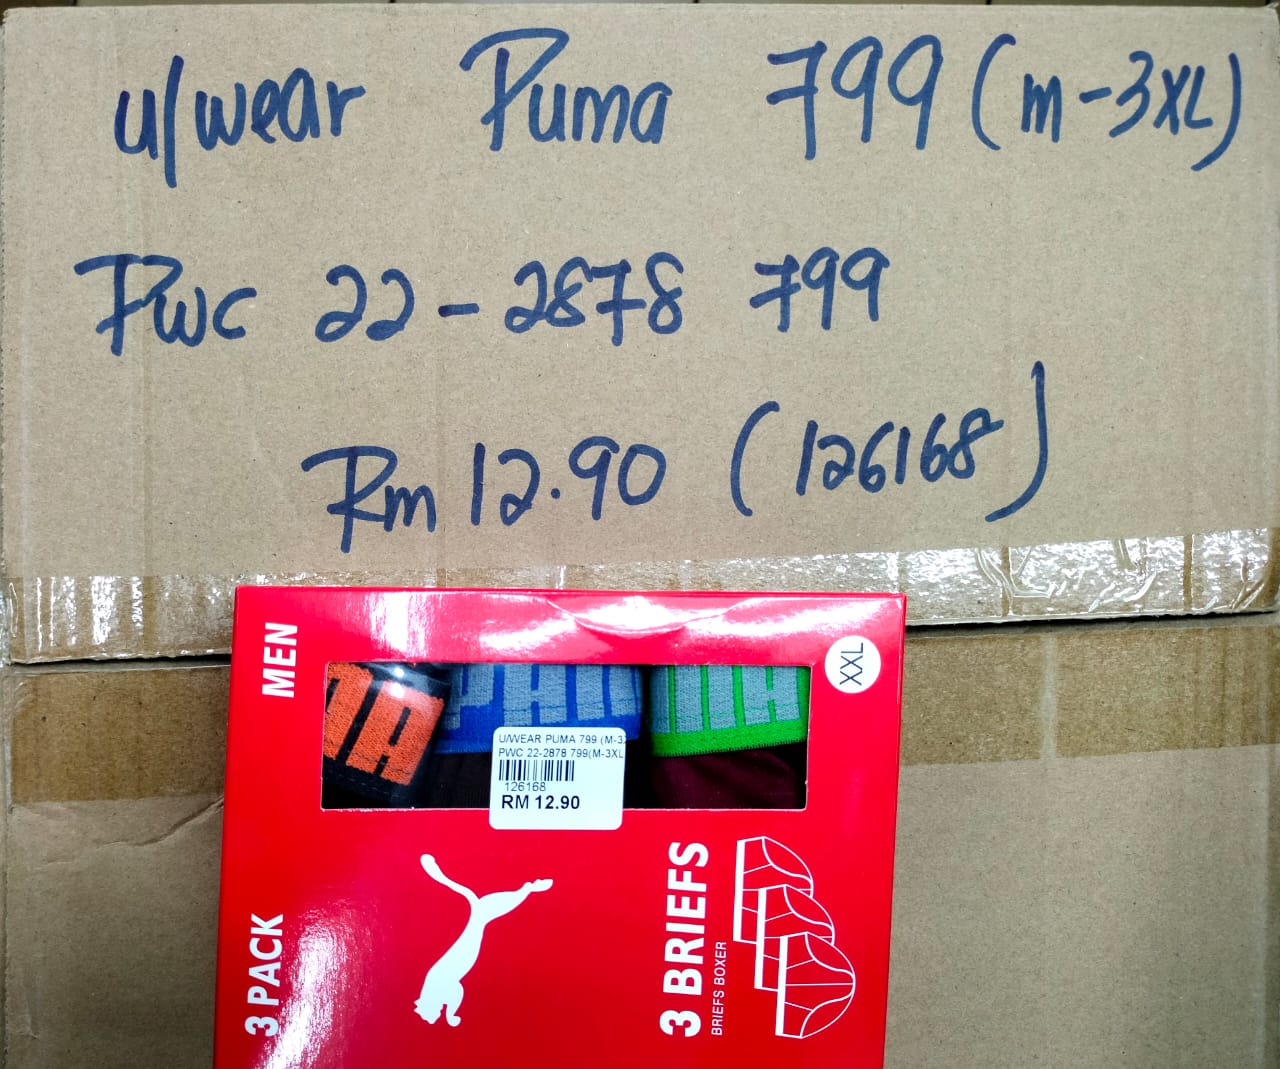 u/wear Puma 799 (m-3XL)
Pwc 22-2878 799
Rm 12.90 (126168)
MEN
XXL
U/WEAR PUMA 799 (M-3
PWC 22-2878 799(M-3XL
126168
RM 12.90
3 PACK
3 BRIEFS
BRIEFS BOXER